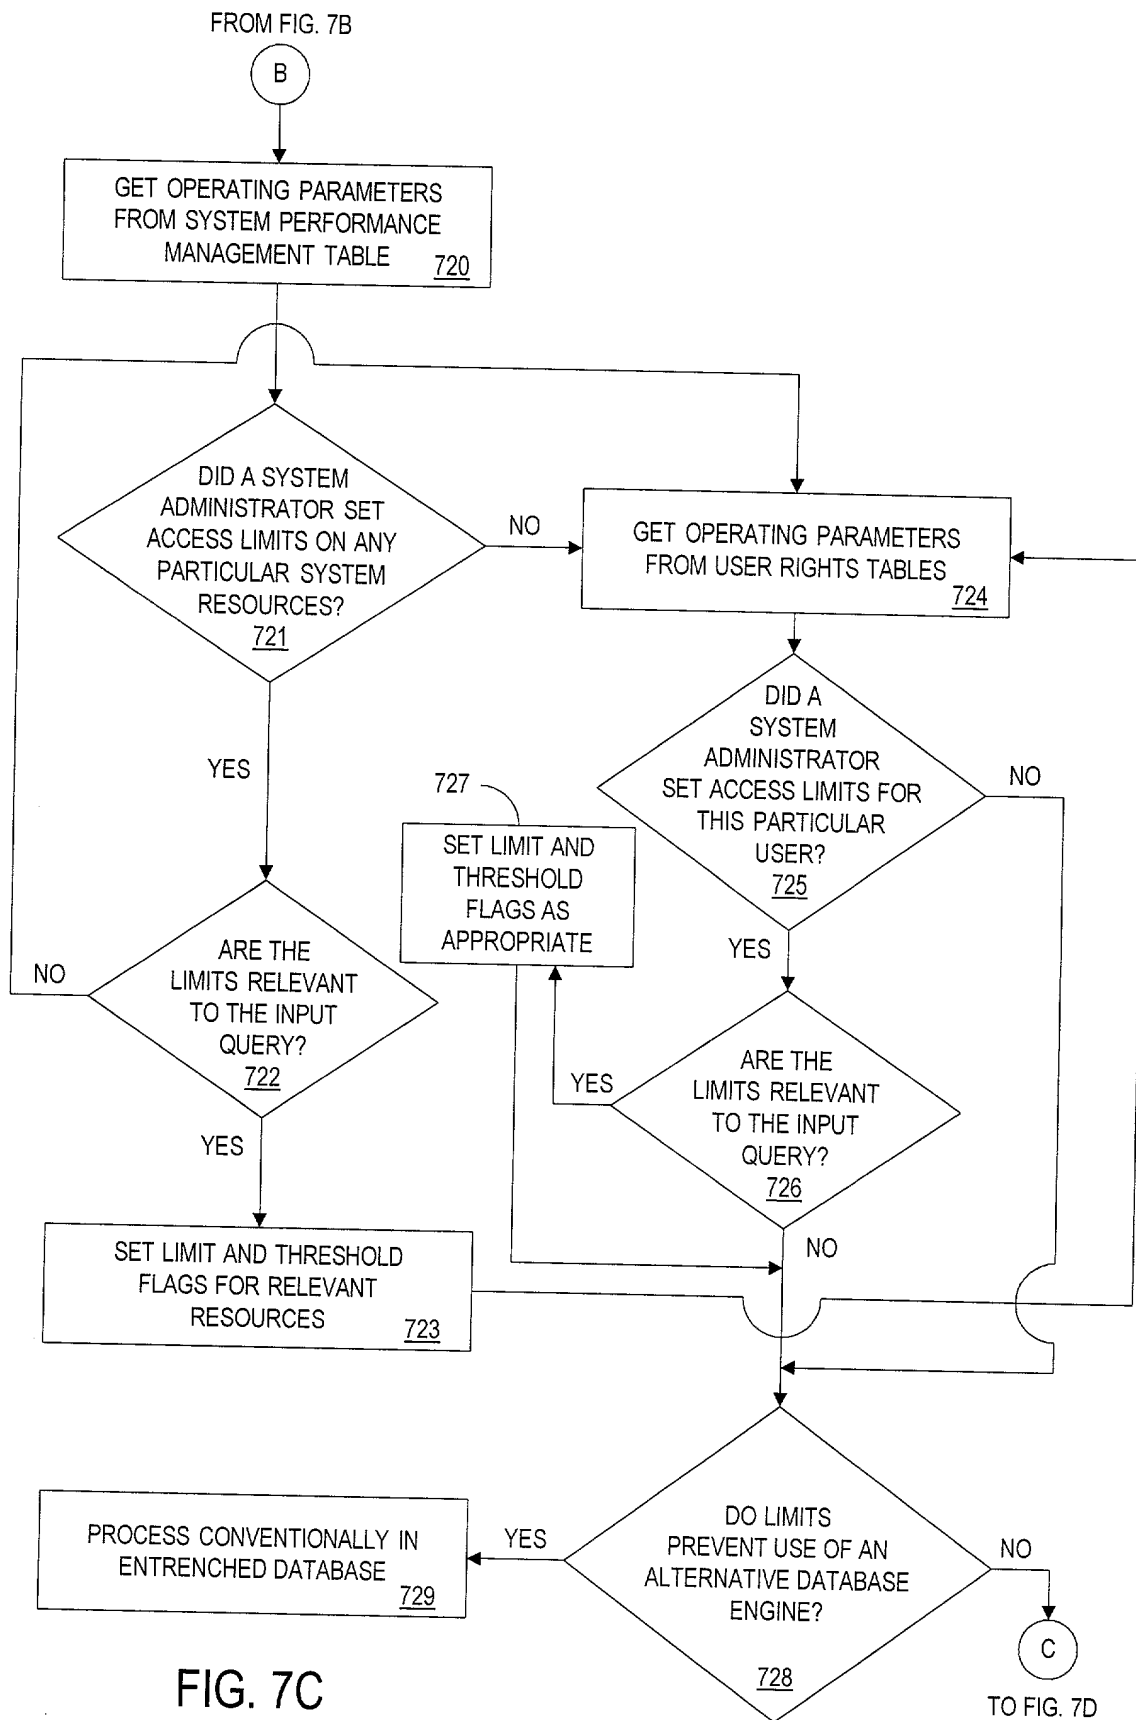 FROM FIG. 7B
B
GET OPERATING PARAMETERS
FROM SYSTEM PERFORMANCE
MANAGEMENT TABLE
720
DID A SYSTEM
ADMINISTRATOR SET
ACCESS LIMITS ON ANY
PARTICULAR SYSTEM
RESOURCES?
721
NO
YES
GET OPERATING PARAMETERS
FROM USER RIGHTS TABLES
724
DID A
SYSTEM
ADMINISTRATOR
SET ACCESS LIMITS FOR
THIS PARTICULAR
USER?
725
NO
YES
727
SET LIMIT AND
THRESHOLD
FLAGS AS
APPROPRIATE
ARE THE
LIMITS RELEVANT
TO THE INPUT
QUERY?
722
NO
YES
ARE THE
LIMITS RELEVANT
TO THE INPUT
QUERY?
726
YES
NO
SET LIMIT AND THRESHOLD
FLAGS FOR RELEVANT
RESOURCES
723
DO LIMITS
PREVENT USE OF AN
ALTERNATIVE DATABASE
ENGINE?
728
YES
NO
PROCESS CONVENTIONALLY IN
ENTRENCHED DATABASE
729
C
TO FIG. 7D
FIG. 7C